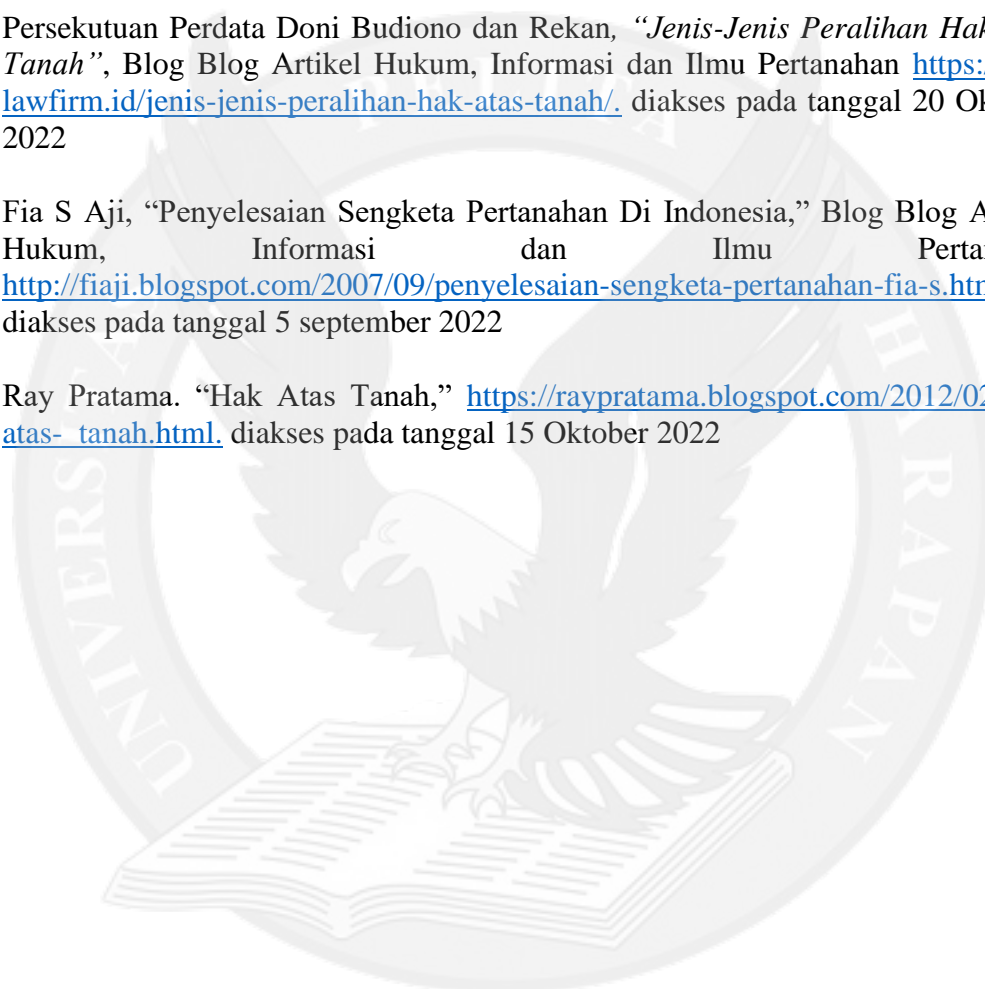 Persekutuan Perdata Doni Budiono dan Rekan, “Jenis-Jenis Peralihan Hak
Tanah”, Blog Blog Artikel Hukum, Informasi dan Ilmu Pertanahan https:
lawfirm.id/jenis-jenis-peralihan-hak-atas-tanah/. diakses pada tanggal 20
2022
Fia S Aji, “Penyelesaian Sengketa Pertanahan Di Indonesia,” Blog Blog
Hukum, Informasi dan Ilmu
http://fiaji.blogspot.com/2007/09/penyelesaian-sengketa-pertanahan-fia-s.
diakses pada tanggal 5 september 2022
Ray Pratama. “Hak Atas Tanah,” https://raypratama.blogspot.com/2012/02
atas- tanah.html. diakses pada tanggal 15 Oktober 2022
UNIVERSITAS PELITA HARAPAN